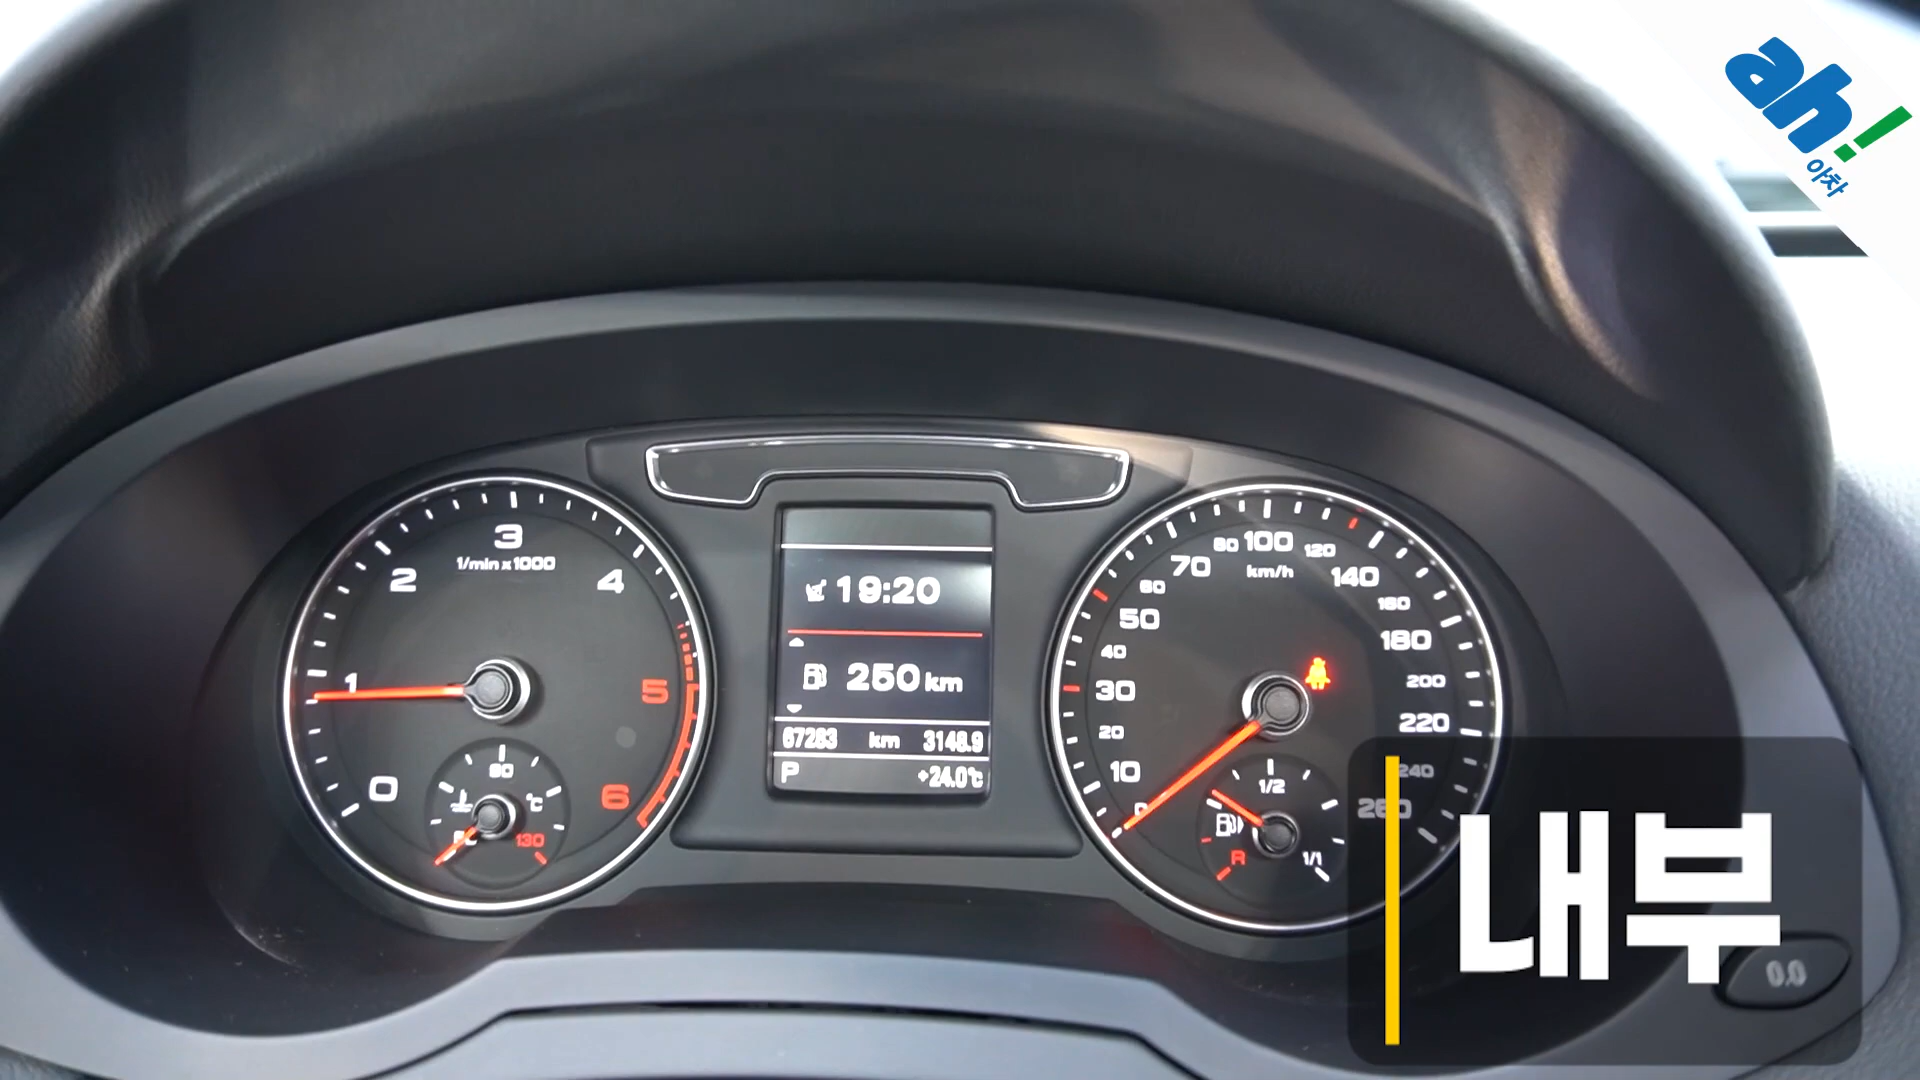 ah!
아차
3
1/min x 1000
2
4
1
5
0
6
90
°C
130
19:20
250 km
67283 km 3148.9
P +24.0°C
80 100 120
70
km/h
140
60
160
50
180
40
30
200
20
220
10
240
0
260
1/2
R
1/1
내부
0.0